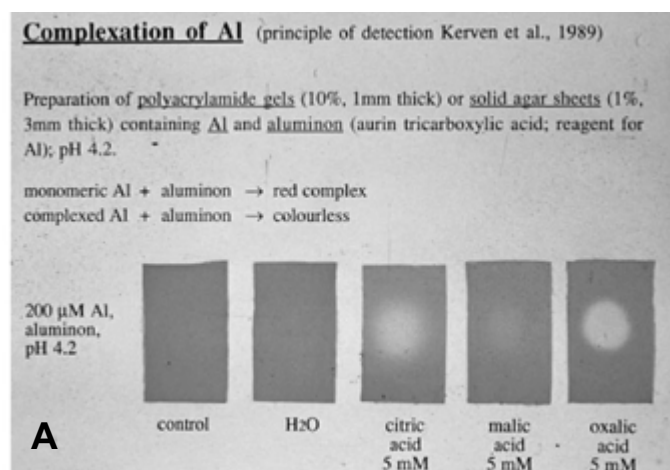 Complexation of Al (principle of detection Kerven et al., 1989)
Preparation of polyacrylamide gels (10%, 1mm thick) or solid agar sheets (1%,
3mm thick) containing Al and aluminon (aurin tricarboxylic acid; reagent for
Al); pH 4.2.
monomeric Al + aluminon → red complex
complexed Al + aluminon → colourless
200 µM Al,
aluminon,
pH 4.2
A
control
H2O
citric
acid
5 mM
malic
acid
5 mM
oxalic
acid
5 mM